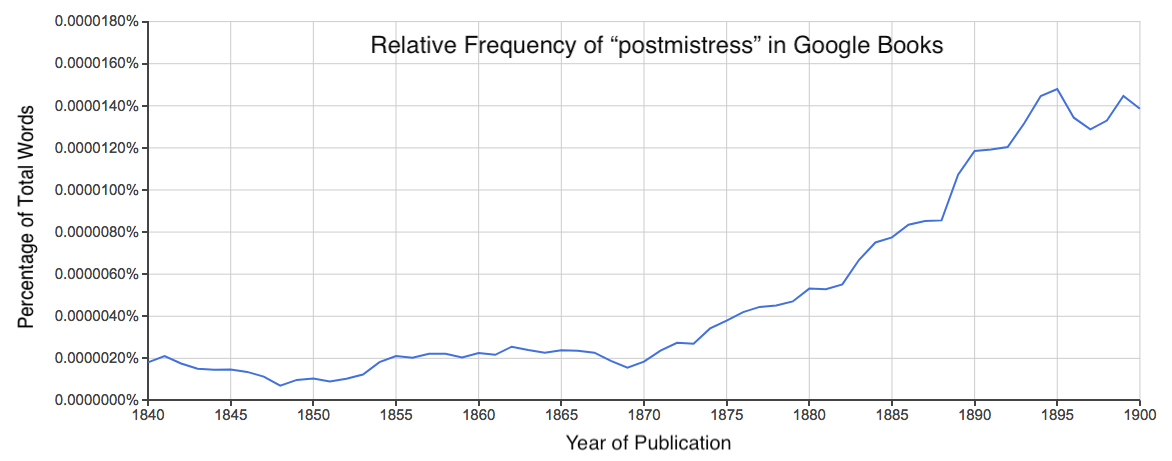 Relative Frequency of “postmistress” in Google Books
Percentage of Total Words
0.0000180%
0.0000160%
0.0000140%
0.0000120%
0.0000100%
0.0000080%
0.0000060%
0.0000040%
0.0000020%
0.0000000%
1840 1845 1850 1855 1860 1865 1870 1875 1880 1885 1890 1895 1900
Year of Publication